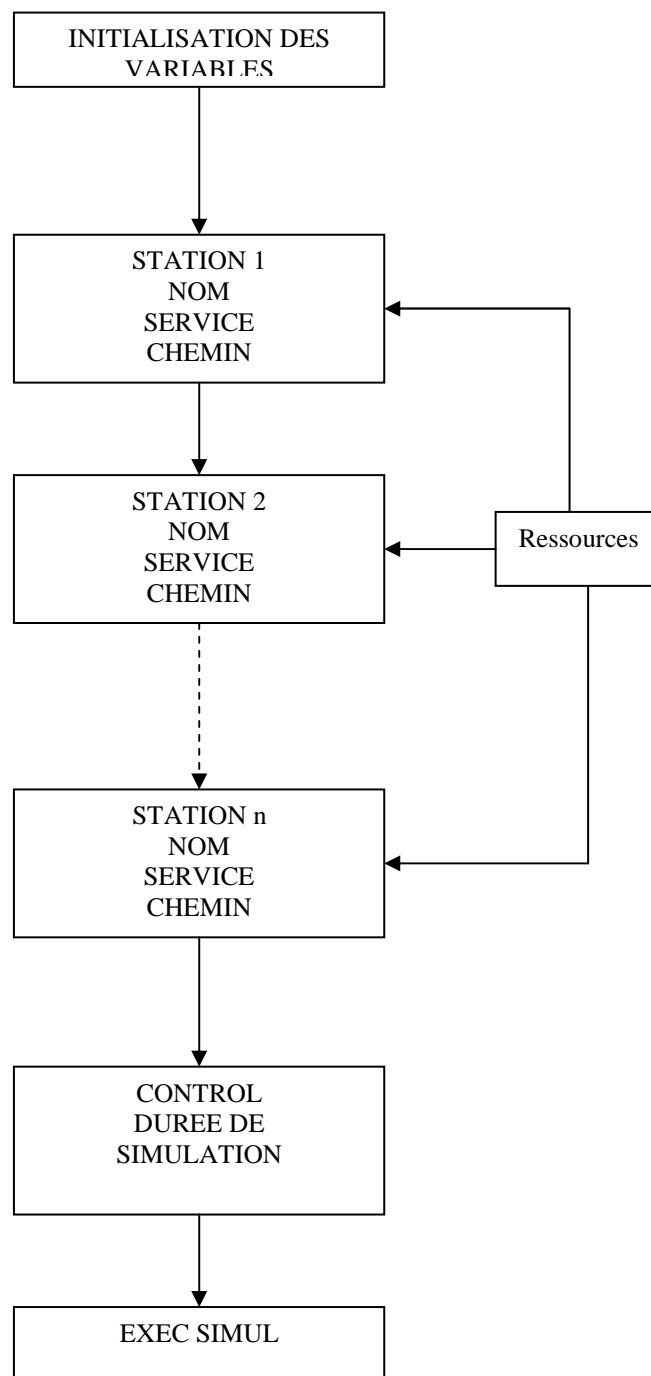 INITIALISATION DES
VARIABLES
STATION 1
NOM
SERVICE
CHEMIN
STATION 2
NOM
SERVICE
CHEMIN
Ressources
STATION n
NOM
SERVICE
CHEMIN
CONTROL
DUREE DE
SIMULATION
EXEC SIMUL